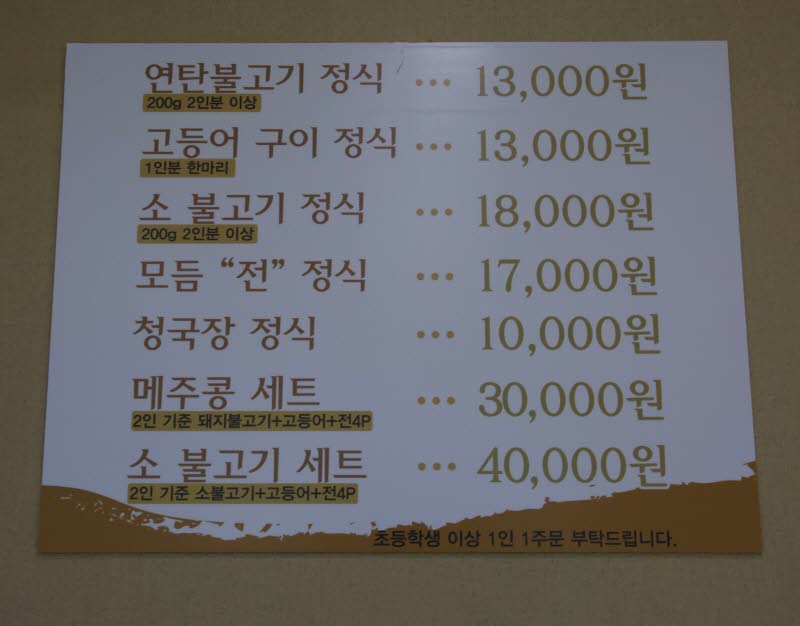 연탄불고기 정식 ··· 13,000원
200g 2인분 이상
고등어 구이 정식 ··· 13,000원
1인분 한마리
소 불고기 정식 ··· 18,000원
200g 2인분 이상
모듬 “전” 정식 ··· 17,000원
청국장 정식 ··· 10,000원
메주콩 세트 ··· 30,000원
2인 기준 돼지불고기+고등어+전4P
소 불고기 세트 ··· 40,000원
2인 기준 소불고기+고등어+전4P
초등학생 이상 1인 1주문 부탁드립니다.